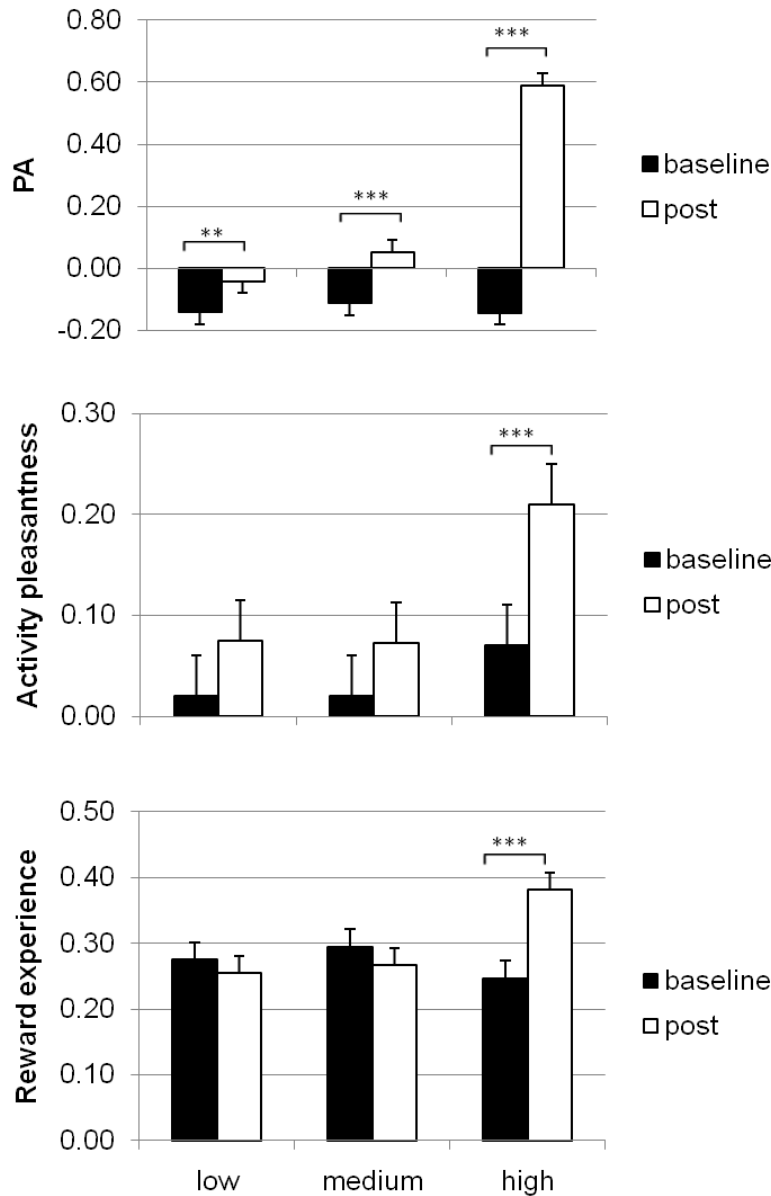 0.80
***
0.60
0.40
PA
baseline
***
0.20
post
**
0.00
-0.20
0.30
***
Activity pleasantness
0.20
baseline
post
0.10
0.00
0.50
***
0.40
Reward experience
0.30
baseline
0.20
post
0.10
0.00
low medium high